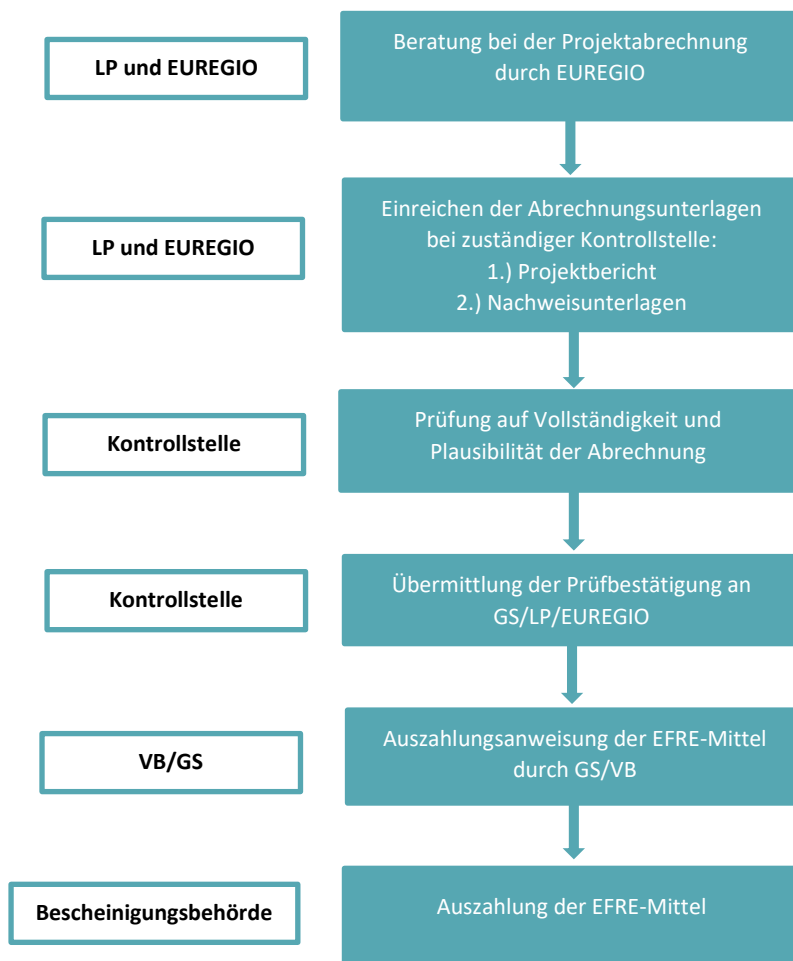 LP und EUREGIO
Beratung bei der Projektabrechnung
durch EUREGIO
LP und EUREGIO
Einreichen der Abrechnungsunterlagen
bei zuständiger Kontrollstelle:
1.) Projektbericht
2.) Nachweisunterlagen
Kontrollstelle
Prüfung auf Vollständigkeit und
Plausibilität der Abrechnung
Kontrollstelle
Übermittlung der Prüfbestätigung an
GS/LP/EUREGIO
VB/GS
Auszahlungsanweisung der EFRE-Mittel
durch GS/VB
Bescheinigungsbehörde
Auszahlung der EFRE-Mittel